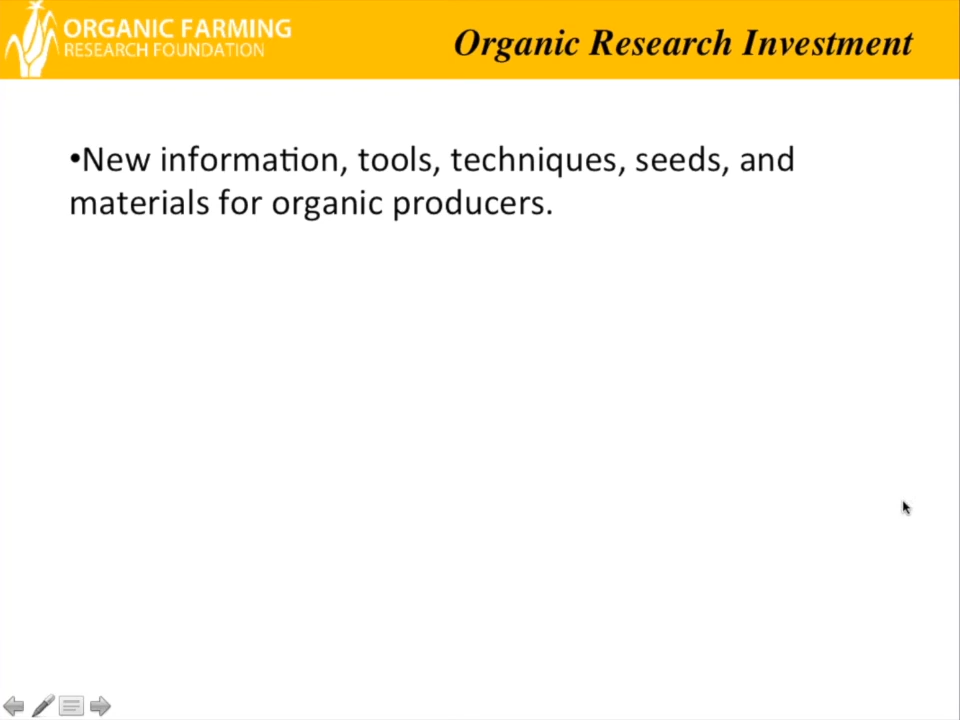 ORGANIC FARMING
RESEARCH FOUNDATION
Organic Research Investment
•New information, tools, techniques, seeds, and
materials for organic producers.